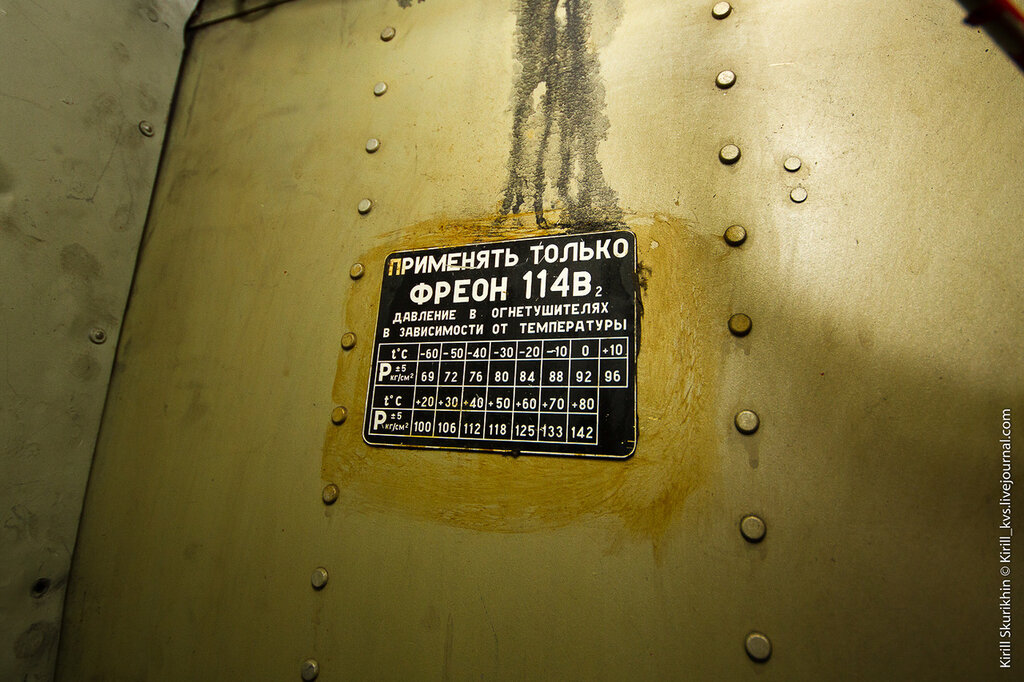 ПРИМЕНЯТЬ ТОЛЬКО
ФРЕОН 114В₂
ДАВЛЕНИЕ В ОГНЕТУШИТЕЛЯХ
В ЗАВИСИМОСТИ ОТ ТЕМПЕРАТУРЫ
t°C -60 -50 -40 -30 -20 -10 0 +10
P ±5 кг/см² 69 72 76 80 84 88 92 96
t°C +20 +30 +40 +50 +60 +70 +80
P ±5 кг/см² 100 106 112 118 125 133 142
Kirill Skurikhin © Kirill_kvs.livejournal.com